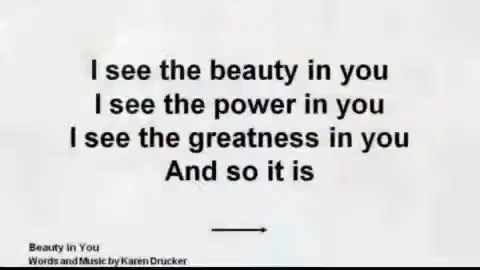 I see the beauty in you
I see the power in you
I see the greatness in you
And so it is
Beauty in You
Words and Music by Karen Drucker